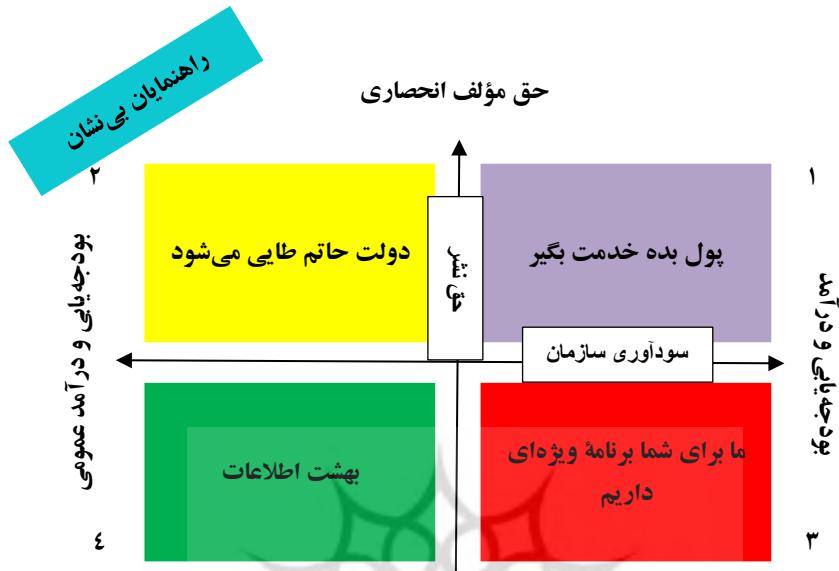 راهنمایان بی‌نشان
حق مؤلف انحصاری
۱
۲
پول بده خدمت بگیر
دولت حاتم طایی می‌شود
حق نشر
بودجه‌یابی و درآمد
بودجه‌یابی و درآمد عمومی
سودآوری سازمان
ما برای شما برنامهٔ ویژه‌ای
داریم
بهشت اطلاعات
۳
۴